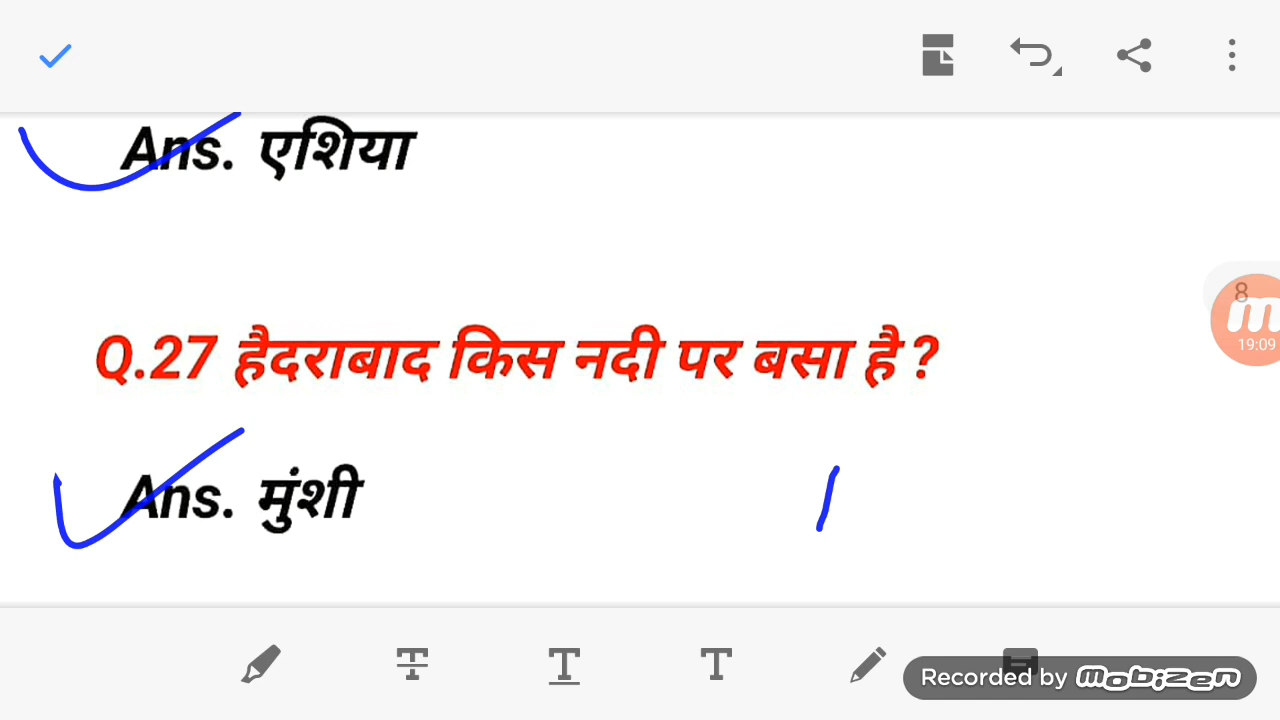 Ans. एशिया
8
Q.27 हैदराबाद किस नदी पर बसा है ?
19:09
Ans. मुंशी
Recorded by mobizen